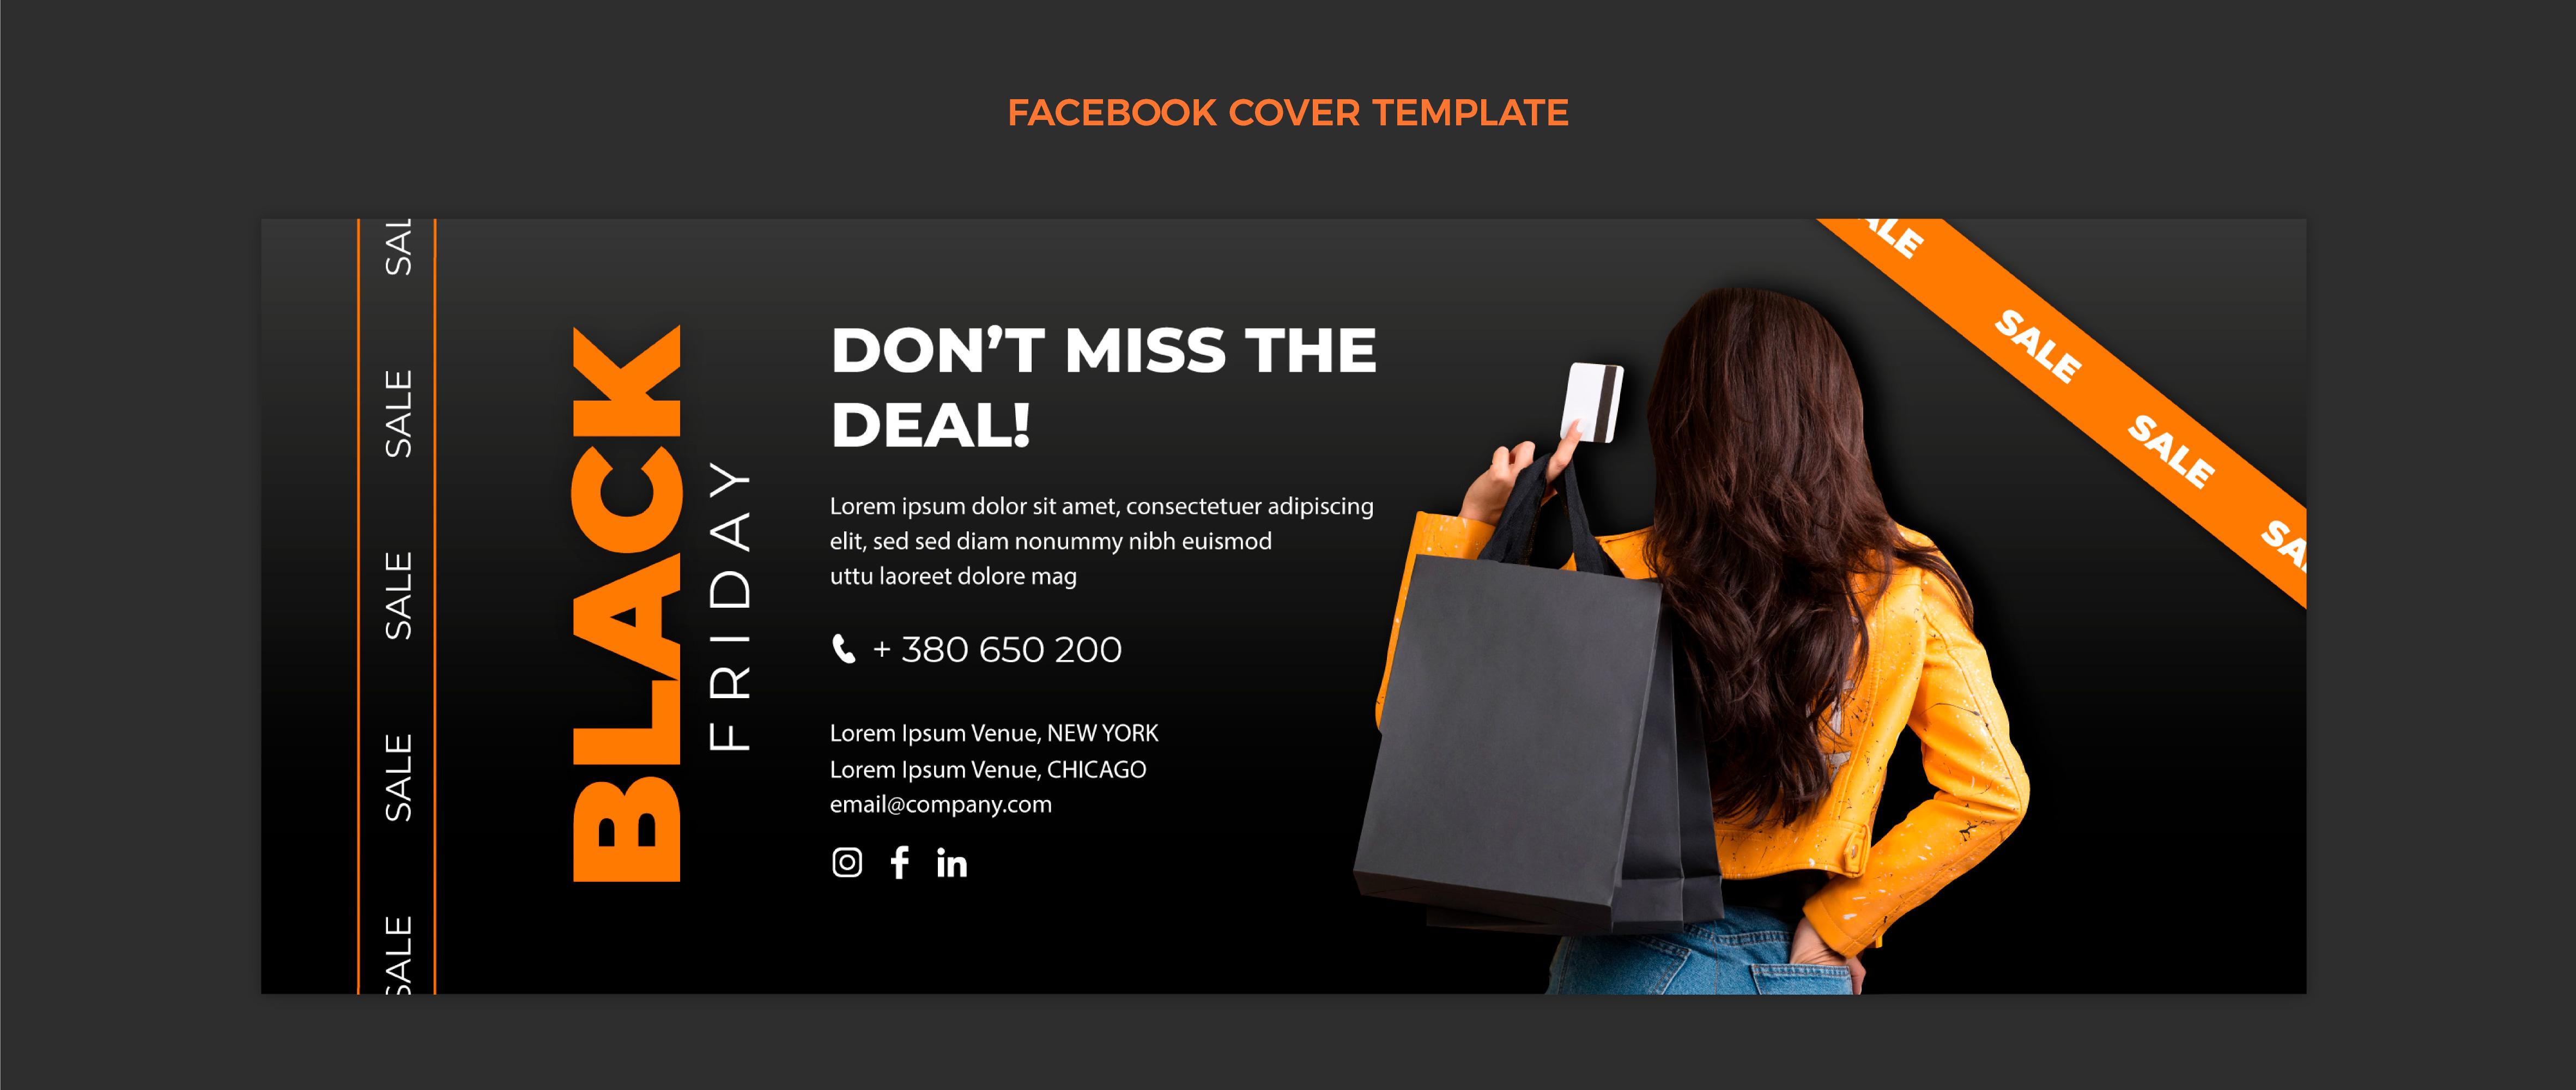 FACEBOOK COVER TEMPLATE
SAL
SALE
SALE
SALE
SALE
BLACK
FRIDAY
DON’T MISS THE
DEAL!
Lorem ipsum dolor sit amet, consectetuer adipiscing
elit, sed sed diam nonummy nibh euismod
uttu laoreet dolore mag
+ 380 650 200
Lorem Ipsum Venue, NEW YORK
Lorem Ipsum Venue, CHICAGO
email@company.com
ALE
SALE
SALE
SA